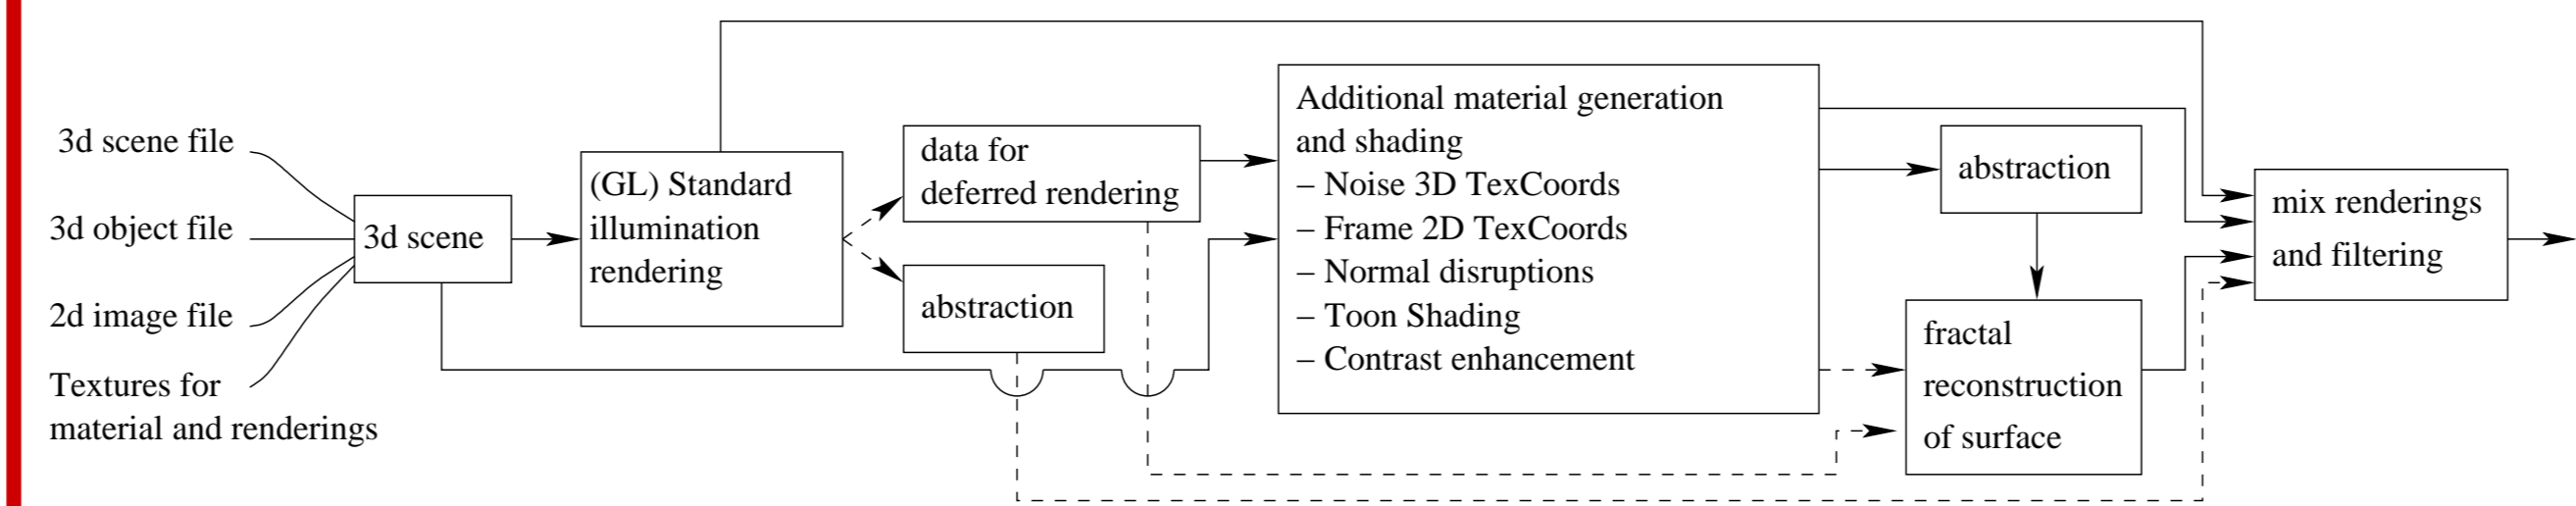 3d scene file
3d object file
2d image file
Textures for
material and renderings
3d scene
(GL) Standard
illumination
rendering
data for
deferred rendering
abstraction
Additional material generation
and shading
– Noise 3D TexCoords
– Frame 2D TexCoords
– Normal disruptions
– Toon Shading
– Contrast enhancement
abstraction
fractal
reconstruction
of surface
mix renderings
and filtering